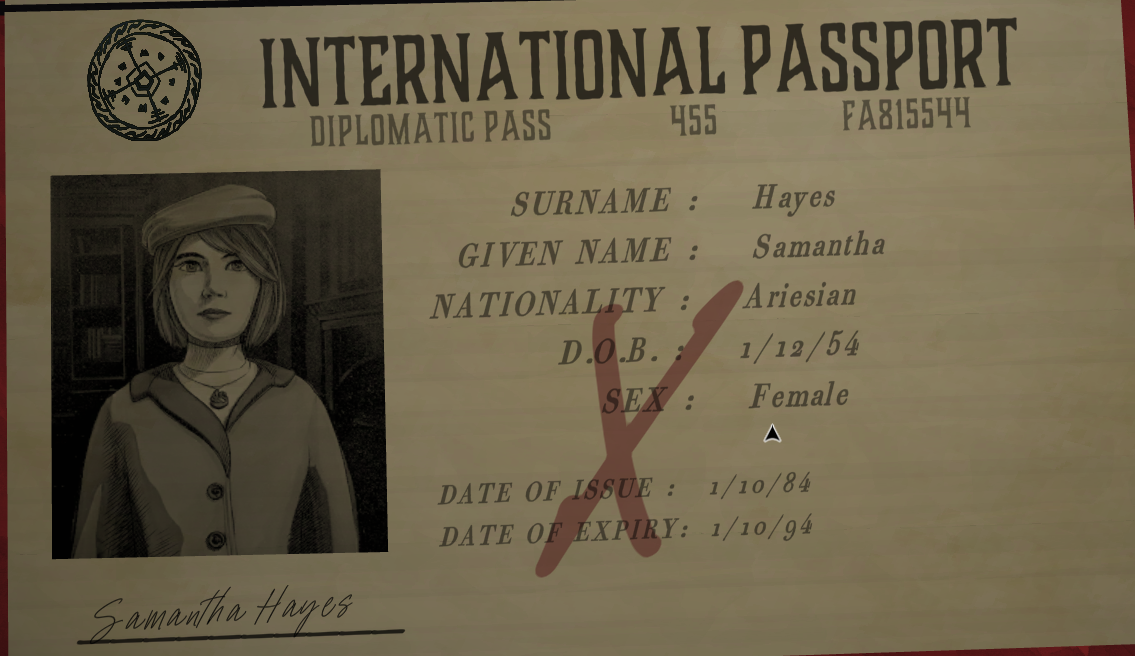 INTERNATIONAL PASSPORT
DIPLOMATIC PASS 455 FA815544
SURNAME : Hayes
GIVEN NAME : Samantha
NATIONALITY : Ariesian
D.O.B. : 1/12/54
SEX : Female
DATE OF ISSUE : 1/10/84
DATE OF EXPIRY: 1/10/94
Samantha Hayes